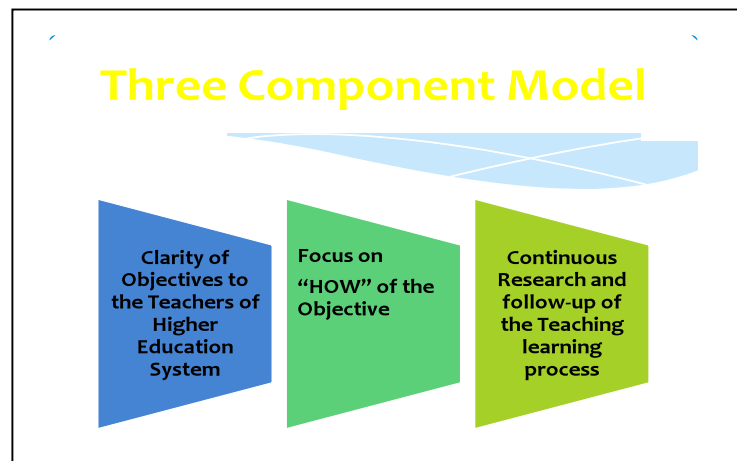 Three Component Model
Clarity of
Objectives to
the Teachers of
Higher
Education
System
Focus on
“HOW” of the
Objective
Continuous
Research and
follow-up of
the Teaching
learning
process